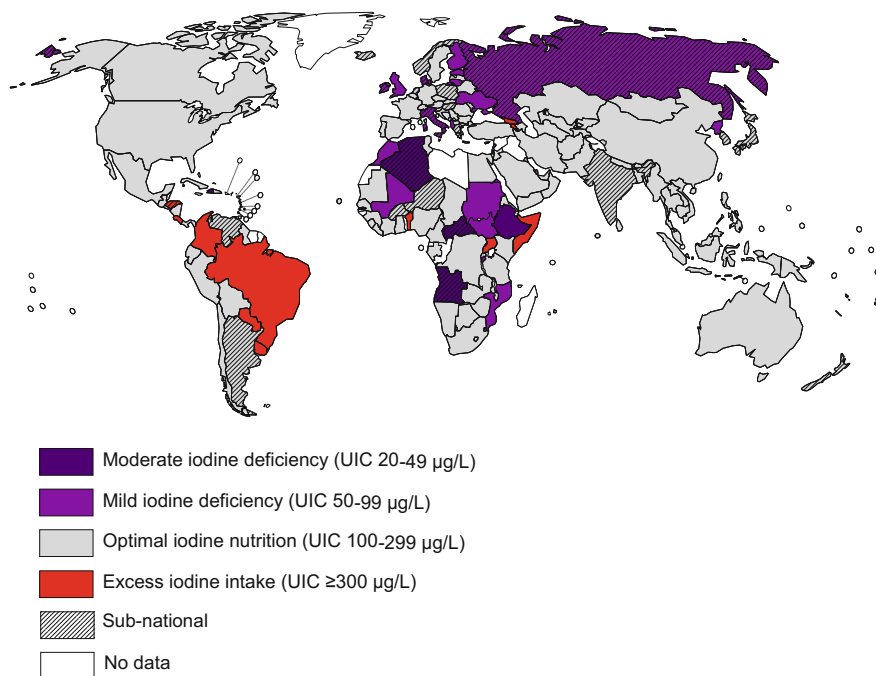 Moderate iodine deficiency (UIC 20-49 µg/L)
Mild iodine deficiency (UIC 50-99 µg/L)
Optimal iodine nutrition (UIC 100-299 µg/L)
Excess iodine intake (UIC ≥300 µg/L)
Sub-national
No data